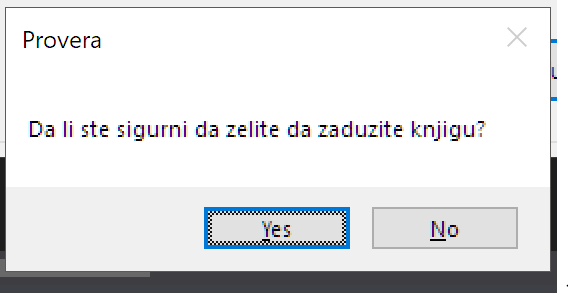 Provera
Da li ste sigurni da zelite da zaduzite knjigu?
Yes No